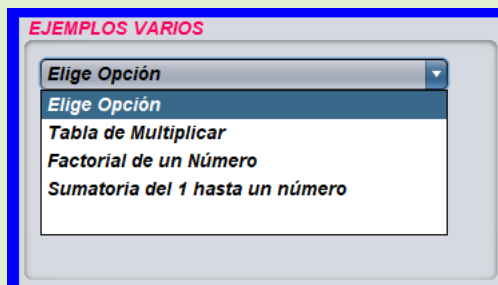 EJEMPLOS VARIOS
Elige Opción
Elige Opción
Tabla de Multiplicar
Factorial de un Número
Sumatoria del 1 hasta un número